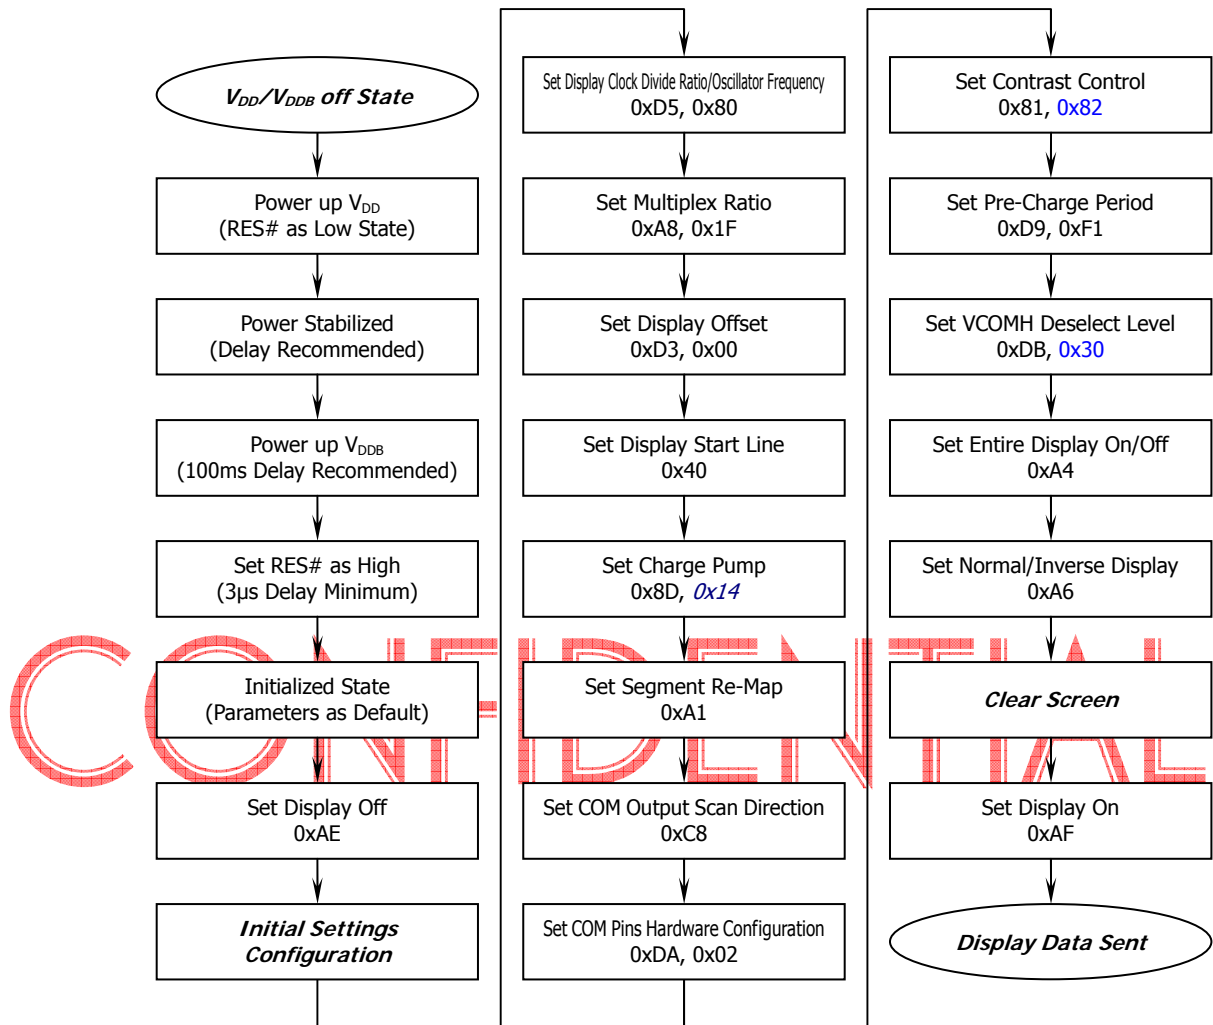 V_DD/V_DDB off State
Power up V_DD
(RES# as Low State)
Power Stabilized
(Delay Recommended)
Power up V_DDB
(100ms Delay Recommended)
Set RES# as High
(3µs Delay Minimum)
Initialized State
(Parameters as Default)
Set Display Off
0xAE
Initial Settings
Configuration
Set Display Clock Divide Ratio/Oscillator Frequency
0xD5, 0x80
Set Multiplex Ratio
0xA8, 0x1F
Set Display Offset
0xD3, 0x00
Set Display Start Line
0x40
Set Charge Pump
0x8D, 0x14
Set Segment Re-Map
0xA1
Set COM Output Scan Direction
0xC8
Set COM Pins Hardware Configuration
0xDA, 0x02
Set Contrast Control
0x81, 0x82
Set Pre-Charge Period
0xD9, 0xF1
Set VCOMH Deselect Level
0xDB, 0x30
Set Entire Display On/Off
0xA4
Set Normal/Inverse Display
0xA6
Clear Screen
Set Display On
0xAF
Display Data Sent
CONFIDENTIAL